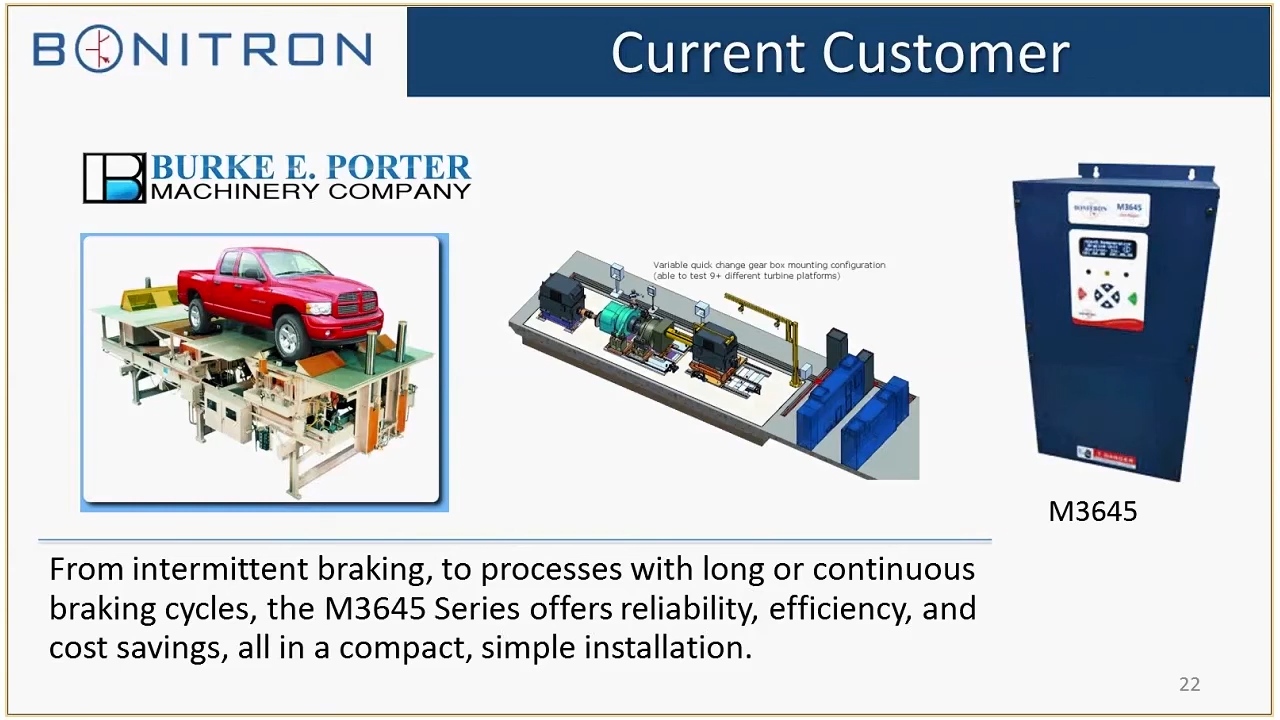 BONITRON
Current Customer
BURKE E. PORTER
MACHINERY COMPANY
Variable quick change gear box mounting configuration
(able to test 9+ different turbine platforms)
BONITRON M3645
DANGER
M3645
From intermittent braking, to processes with long or continuous
braking cycles, the M3645 Series offers reliability, efficiency, and
cost savings, all in a compact, simple installation.
22